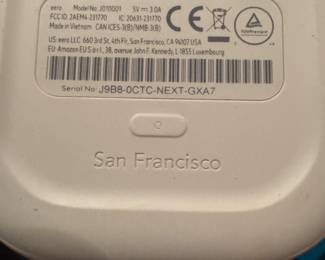 eero Model No: J010001 5V⎓3.0A
FCC ID: 2AEM4-231770 IC: 20631-231770
Made in Vietnam CAN ICES-3(B)/NMB-3(B)
US: eero LLC 660 3rd St, 4th Flr, San Francisco, CA 94107 USA
EU: Amazon EU S.à r.l., 38, avenue John F. Kennedy, L-1855 Luxembourg
Serial No: J9B8-0CTC-NEXT-GXA7
San Francisco